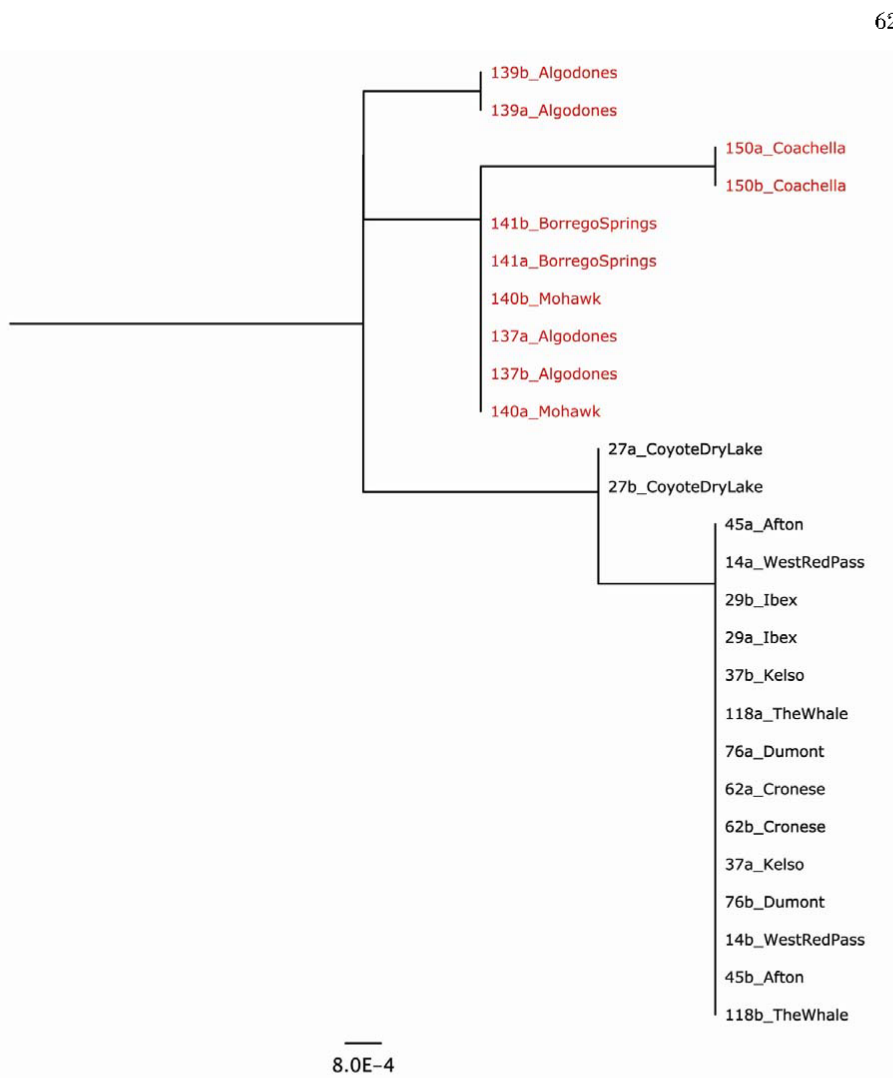 62
139b_Algodones
139a_Algodones
150a_Coachella
150b_Coachella
141b_BorregoSprings
141a_BorregoSprings
140b_Mohawk
137a_Algodones
137b_Algodones
140a_Mohawk
27a_CoyoteDryLake
27b_CoyoteDryLake
45a_Afton
14a_WestRedPass
29b_Ibex
29a_Ibex
37b_Kelso
118a_TheWhale
76a_Dumont
62a_Cronese
62b_Cronese
37a_Kelso
76b_Dumont
14b_WestRedPass
45b_Afton
118b_TheWhale
8.0E-4